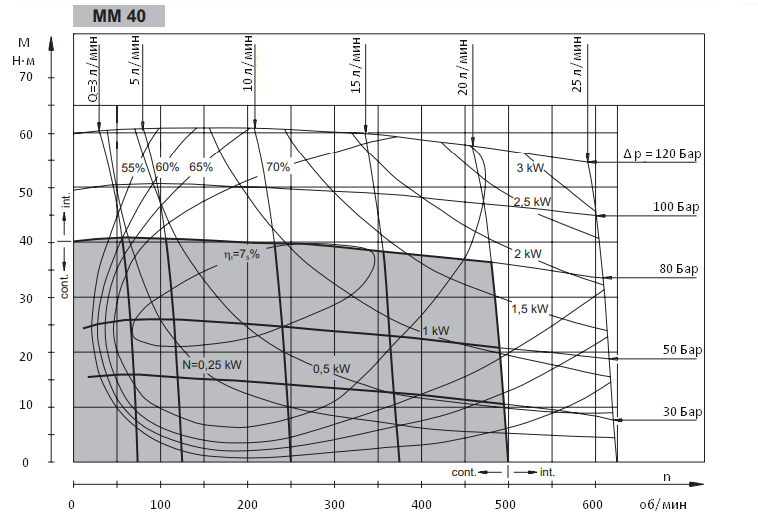 MM 40
М
Н·м
Q=3 л/мин
5 л/мин
10 л/мин
15 л/мин
20 л/мин
25 л/мин
70
60
50
40
30
20
10
0
int.
cont.
55%
60%
65%
70%
ηt=75%
3 kW
2,5 kW
2 kW
1,5 kW
1 kW
0,5 kW
N=0,25 kW
Δp = 120 Бар
100 Бар
80 Бар
50 Бар
30 Бар
cont.
int.
n
0
100
200
300
400
500
600
об/мин